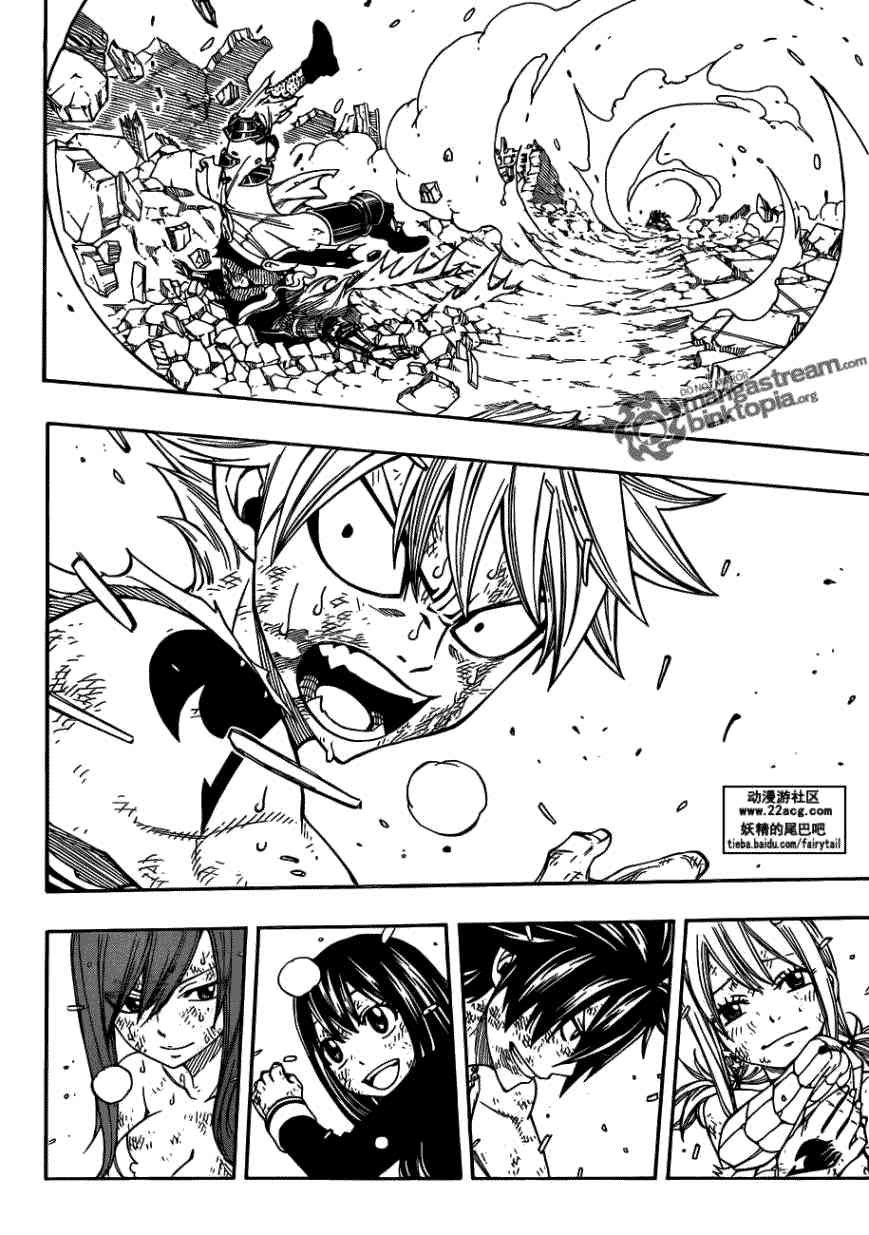 DO NOT MIRROR
mangastream.com
binktopia.org
动漫游社区
www.22acg.com
妖精的尾巴吧
tieba.baidu.com/fairytail